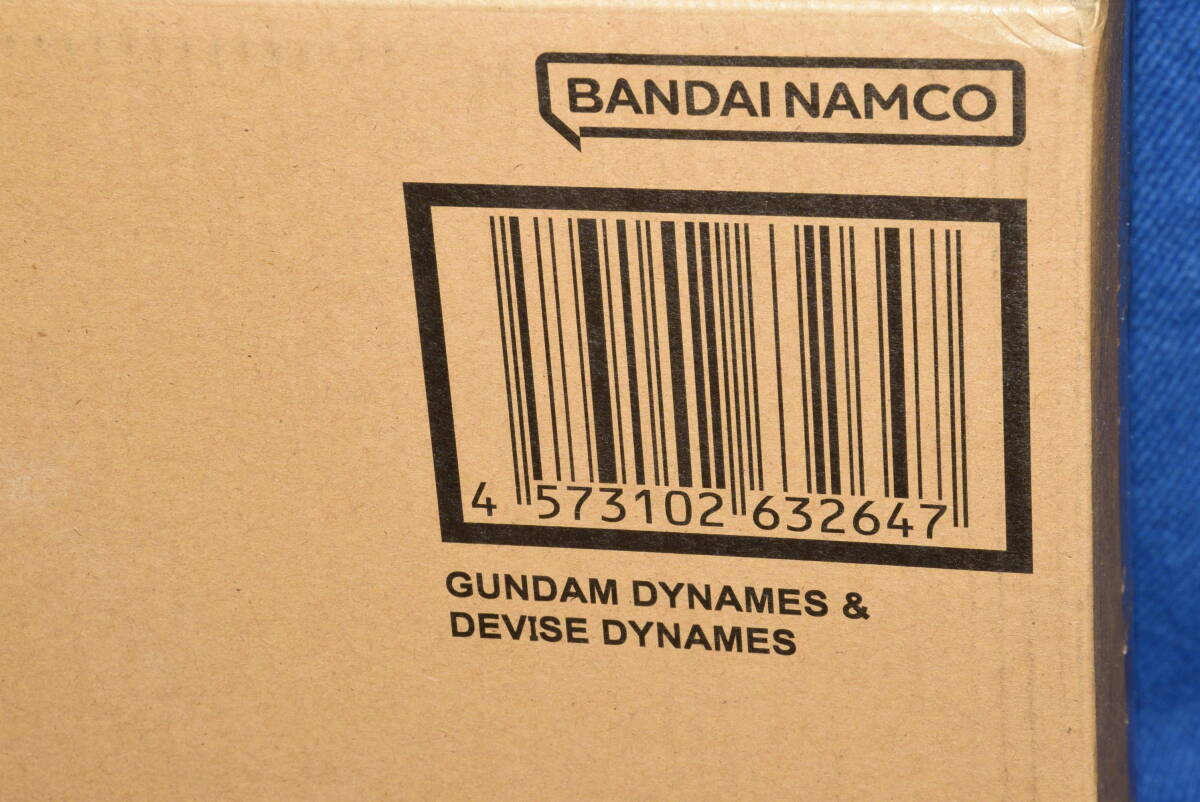 BANDAI NAMCO
4 573102 632647
GUNDAM DYNAMES &
DEVISE DYNAMES